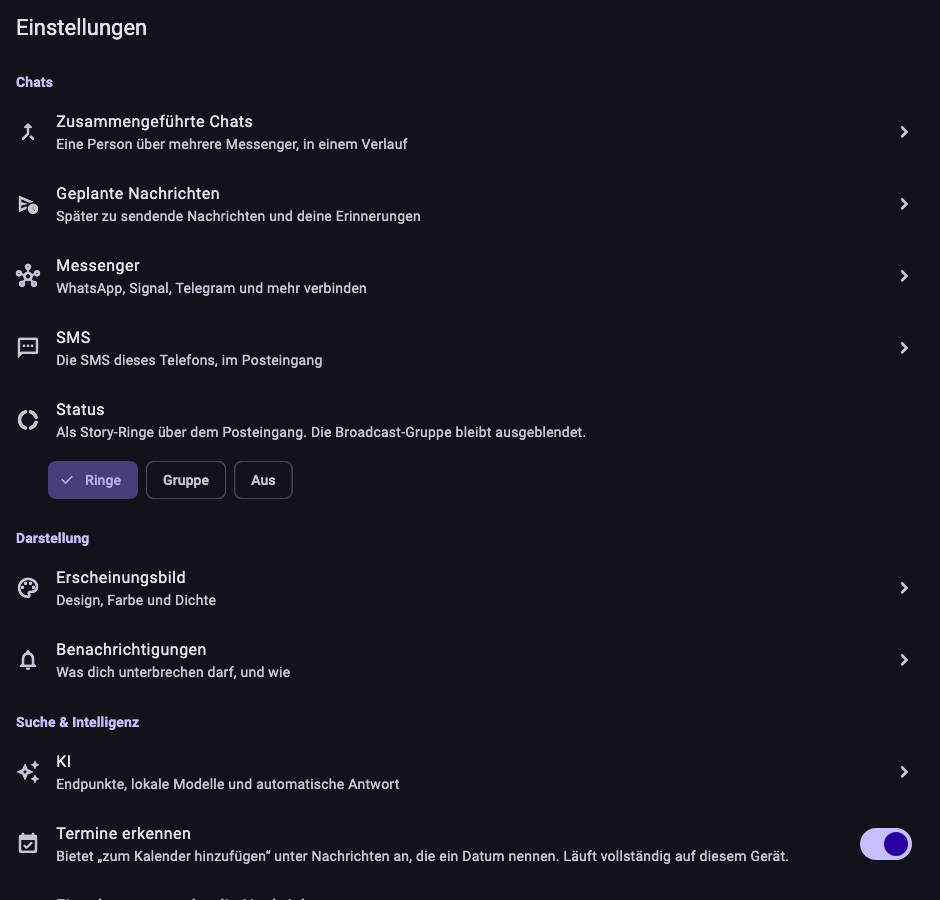 Einstellungen
Chats
Zusammengeführte Chats
Eine Person über mehrere Messenger, in einem Verlauf
Geplante Nachrichten
Später zu sendende Nachrichten und deine Erinnerungen
Messenger
WhatsApp, Signal, Telegram und mehr verbinden
SMS
Die SMS dieses Telefons, im Posteingang
Status
Als Story-Ringe über dem Posteingang. Die Broadcast-Gruppe bleibt ausgeblendet.
Ringe Gruppe Aus
Darstellung
Erscheinungsbild
Design, Farbe und Dichte
Benachrichtigungen
Was dich unterbrechen darf, und wie
Suche & Intelligenz
KI
Endpunkte, lokale Modelle und automatische Antwort
Termine erkennen
Bietet „zum Kalender hinzufügen“ unter Nachrichten an, die ein Datum nennen. Läuft vollständig auf diesem Gerät.